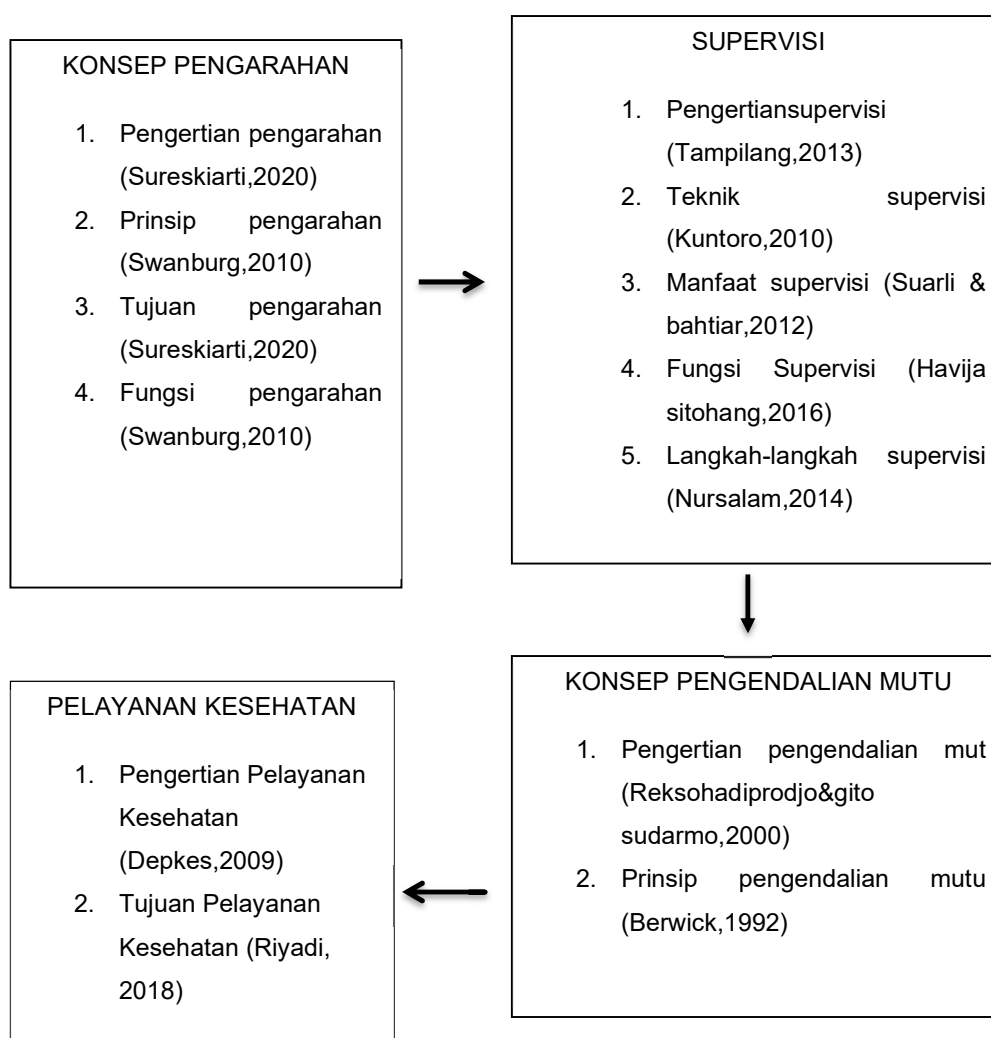 KONSEP PENGARAHAN
1. Pengertian pengarahan
(Sureskiarti,2020)
2. Prinsip pengarahan
(Swanburg,2010)
3. Tujuan pengarahan
(Sureskiarti,2020)
4. Fungsi pengarahan
(Swanburg,2010)
SUPERVISI
1. Pengertiansupervisi
(Tampilang,2013)
2. Teknik supervisi
(Kuntoro,2010)
3. Manfaat supervisi (Suarli &
bahtiar,2012)
4. Fungsi Supervisi (Havija
sitohang,2016)
5. Langkah-langkah supervisi
(Nursalam,2014)
PELAYANAN KESEHATAN
1. Pengertian Pelayanan
Kesehatan
(Depkes,2009)
2. Tujuan Pelayanan
Kesehatan (Riyadi,
2018)
KONSEP PENGENDALIAN MUTU
1. Pengertian pengendalian mut
(Reksohadiprodjo&gito
sudarmo,2000)
2. Prinsip pengendalian mutu
(Berwick,1992)